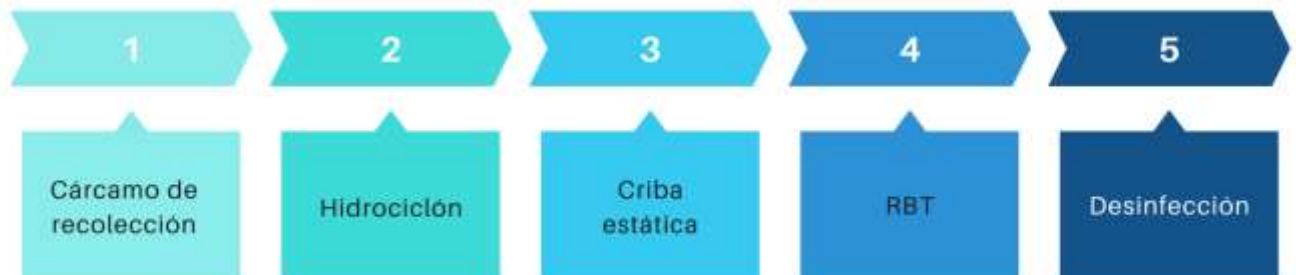 1
2
3
4
5
Cárcamo de
recolección
Hidrociclón
Criba
estática
RBT
Desinfección